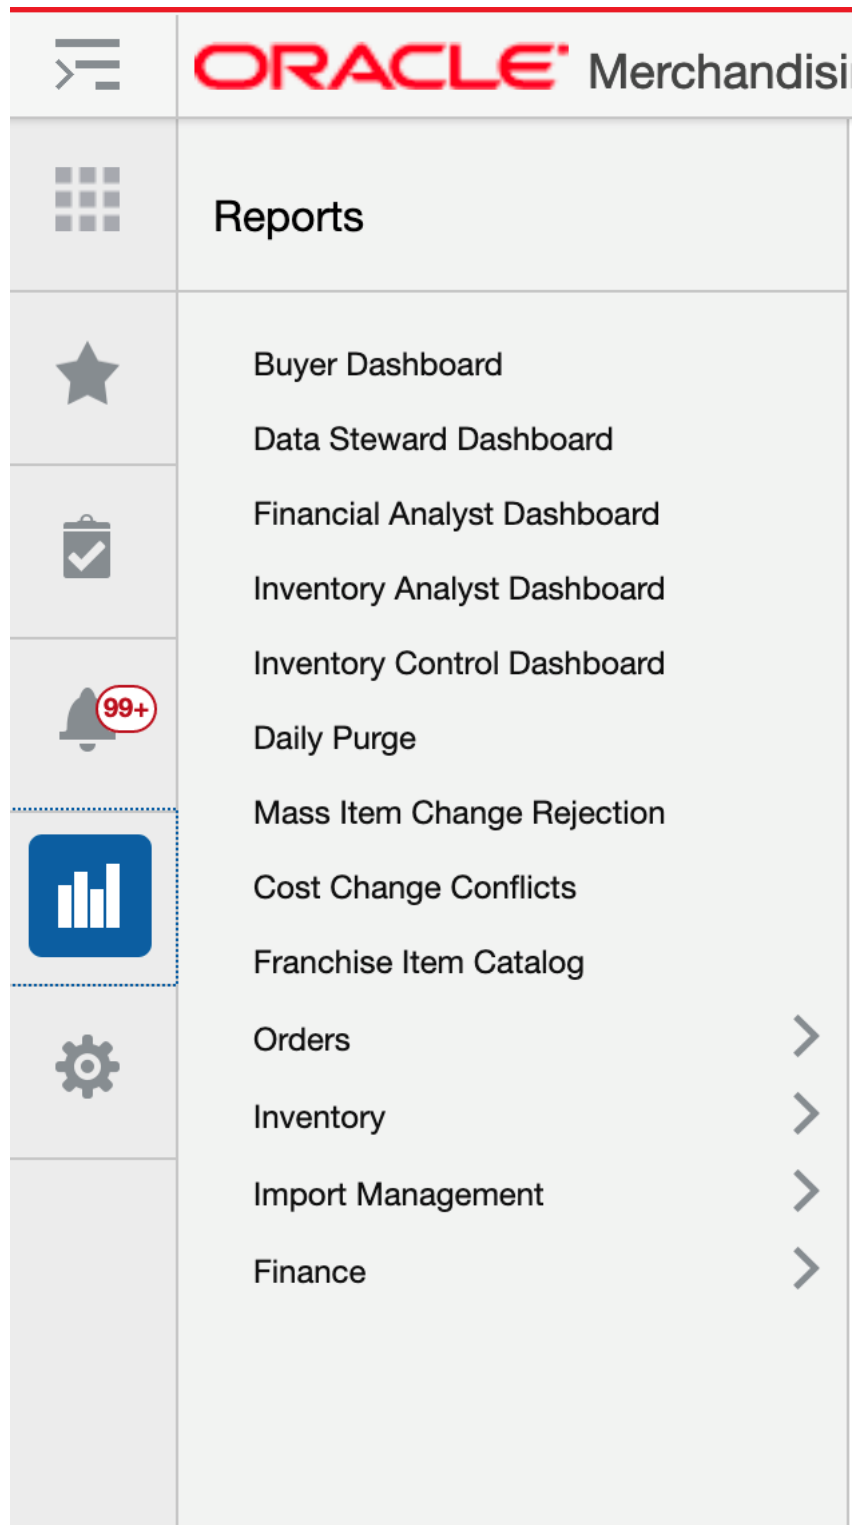 ORACLE Merchandisi
Reports
Buyer Dashboard
Data Steward Dashboard
Financial Analyst Dashboard
Inventory Analyst Dashboard
Inventory Control Dashboard
99+
Daily Purge
Mass Item Change Rejection
Cost Change Conflicts
Franchise Item Catalog
Orders
Inventory
Import Management
Finance